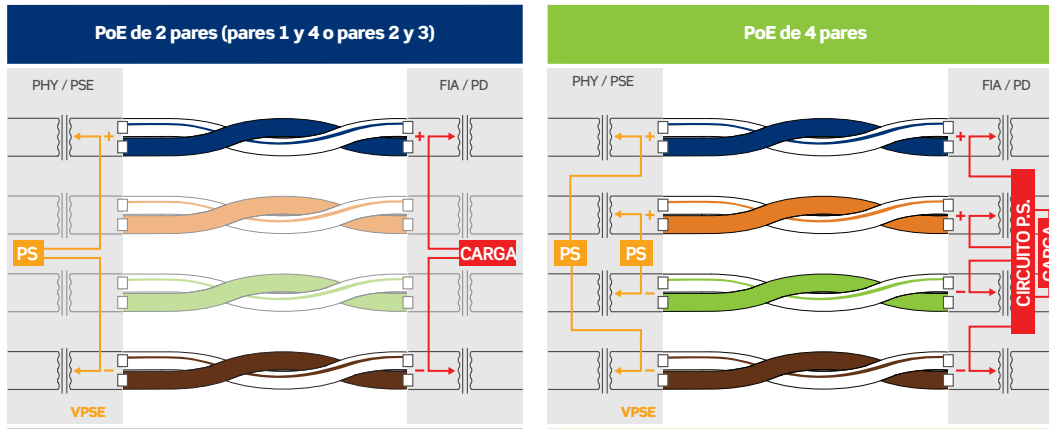 PoE de 2 pares (pares 1 y 4 o pares 2 y 3)
PHY / PSE
FIA / PD
+
+
PS
CARGA
–
–
VPSE
PoE de 4 pares
PHY / PSE
FIA / PD
+
+
+
+
PS
PS
CIRCUITO P.S.
CARGA
–
–
–
–
VPSE